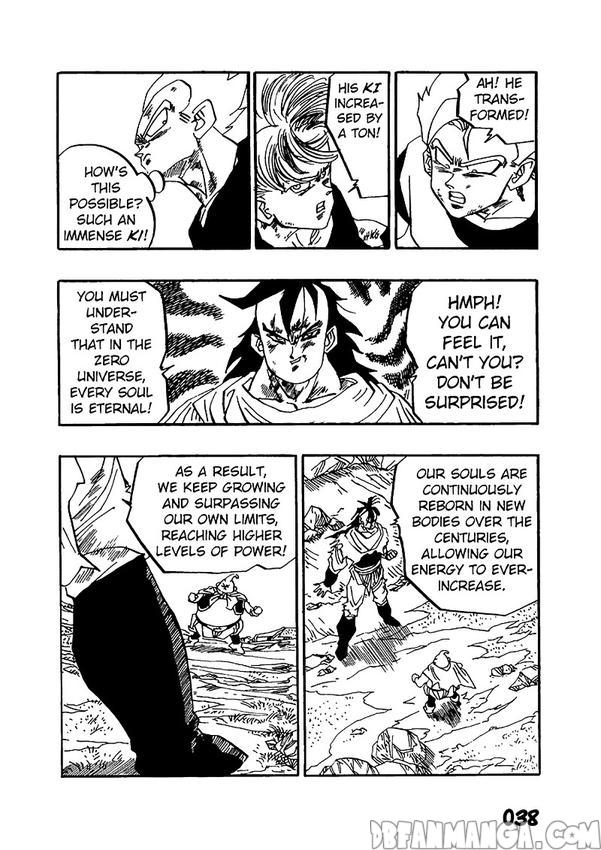 AH! HE
TRANS-
FORMED!
HIS KI
INCREA-
SED BY
A TON!
HOW'S
THIS
POSSIBLE?
SUCH AN
IMMENSE KI!
HMPH!
YOU CAN
FEEL IT,
CAN'T YOU?
DON'T BE
SURPRISED!
YOU MUST
UNDER-
STAND
THAT IN THE
ZERO
UNIVERSE,
EVERY SOUL
IS ETERNAL!
OUR SOULS ARE
CONTINUOUSLY
REBORN IN NEW
BODIES OVER THE
CENTURIES,
ALLOWING OUR
ENERGY TO EVER-
INCREASE.
AS A RESULT,
WE KEEP GROWING
AND SURPASSING
OUR OWN LIMITS,
REACHING HIGHER
LEVELS OF POWER!
038
DBFANMANGA.COM